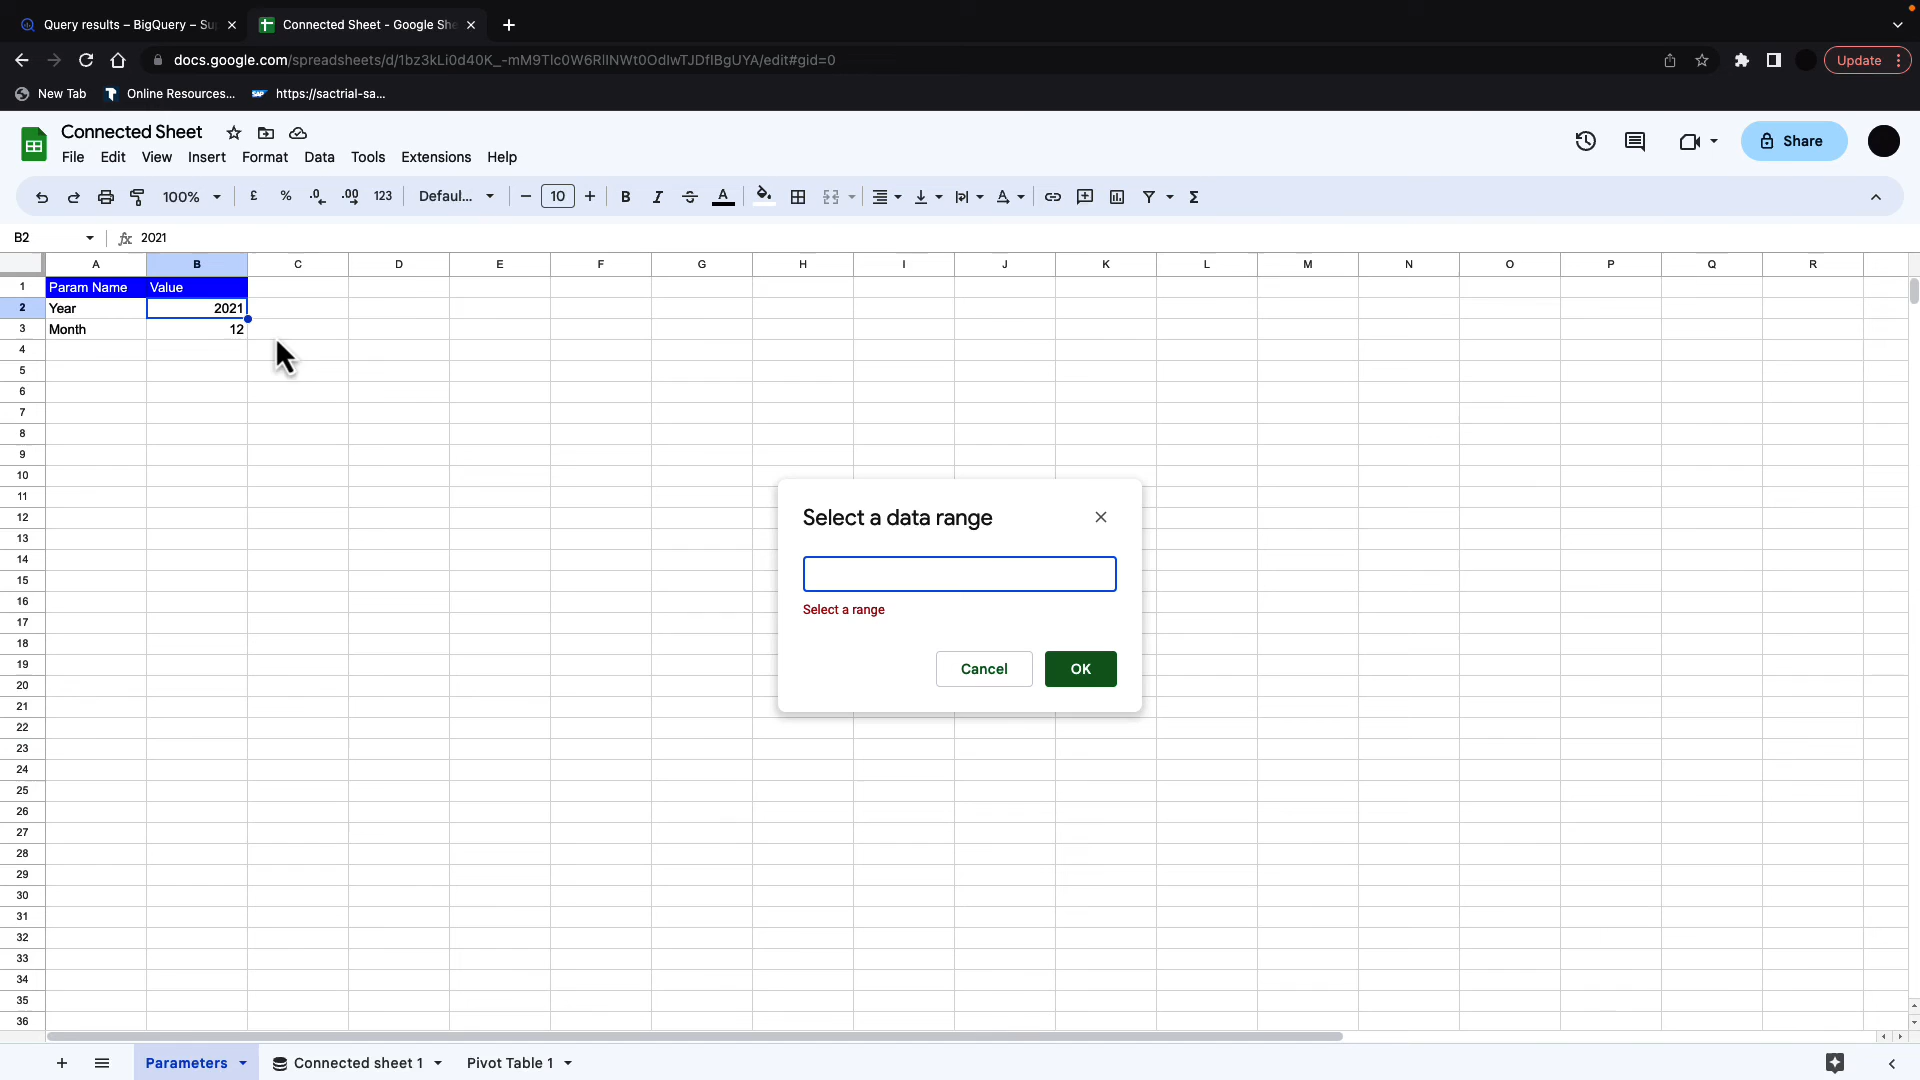 Query results – BigQuery – Su
Connected Sheet - Google She
docs.google.com/spreadsheets/d/1bz3kLi0d40K_-mM9TIc0W6RlINWt0OdIwTJDfIBgUYA/edit#gid=0
Update
New Tab
Online Resources...
SAP
https://sactrial-sa...
Connected Sheet
File Edit View Insert Format Data Tools Extensions Help
Share
100%
£ % .0 .00 123
Defaul...
10
B I S A
Σ
B2
fx 2021
A B C D E F G H I J K L M N O P Q R
1 Param Name Value
2 Year 2021
3 Month 12
4
5
6
7
8
9
10
11
12
13
14
15
16
17
18
19
20
21
22
23
24
25
26
27
28
29
30
31
32
33
34
35
36
Select a data range
Select a range
Cancel OK
Parameters
Connected sheet 1
Pivot Table 1